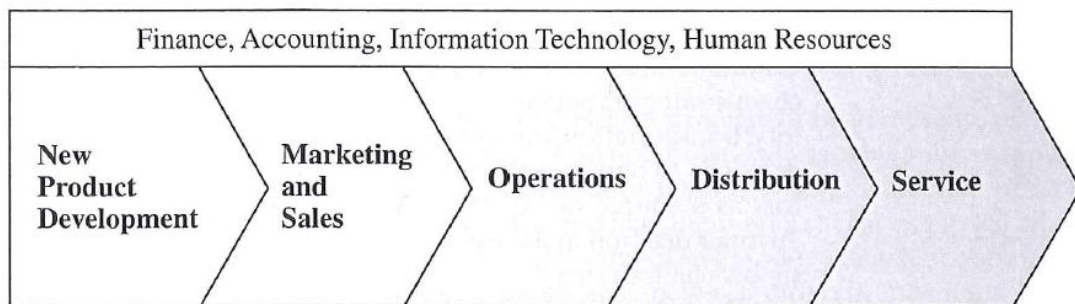 Finance, Accounting, Information Technology, Human Resources
New
Product
Development
Marketing
and
Sales
Operations
Distribution
Service